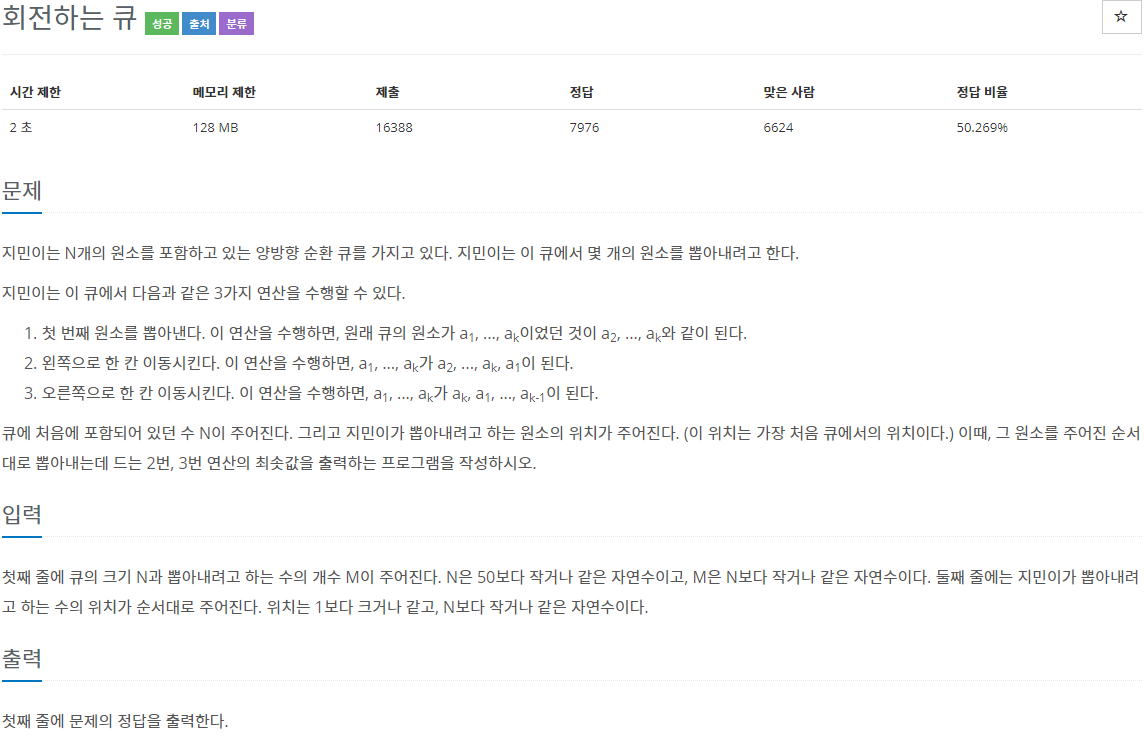 회전하는 큐 성공 출처 분류
☆
시간 제한 메모리 제한 제출 정답 맞은 사람 정답 비율
2 초 128 MB 16388 7976 6624 50.269%
문제
지민이는 N개의 원소를 포함하고 있는 양방향 순환 큐를 가지고 있다. 지민이는 이 큐에서 몇 개의 원소를 뽑아내려고 한다.
지민이는 이 큐에서 다음과 같은 3가지 연산을 수행할 수 있다.
1. 첫 번째 원소를 뽑아낸다. 이 연산을 수행하면, 원래 큐의 원소가 a1, ..., ak이었던 것이 a2, ..., ak와 같이 된다.
2. 왼쪽으로 한 칸 이동시킨다. 이 연산을 수행하면, a1, ..., ak가 a2, ..., ak, a1이 된다.
3. 오른쪽으로 한 칸 이동시킨다. 이 연산을 수행하면, a1, ..., ak가 ak, a1, ..., ak-1이 된다.
큐에 처음에 포함되어 있던 수 N이 주어진다. 그리고 지민이가 뽑아내려고 하는 원소의 위치가 주어진다. (이 위치는 가장 처음 큐에서의 위치이다.) 이때, 그 원소를 주어진 순서
대로 뽑아내는데 드는 2번, 3번 연산의 최솟값을 출력하는 프로그램을 작성하시오.
입력
첫째 줄에 큐의 크기 N과 뽑아내려고 하는 수의 개수 M이 주어진다. N은 50보다 작거나 같은 자연수이고, M은 N보다 작거나 같은 자연수이다. 둘째 줄에는 지민이가 뽑아내려
고 하는 수의 위치가 순서대로 주어진다. 위치는 1보다 크거나 같고, N보다 작거나 같은 자연수이다.
출력
첫째 줄에 문제의 정답을 출력한다.